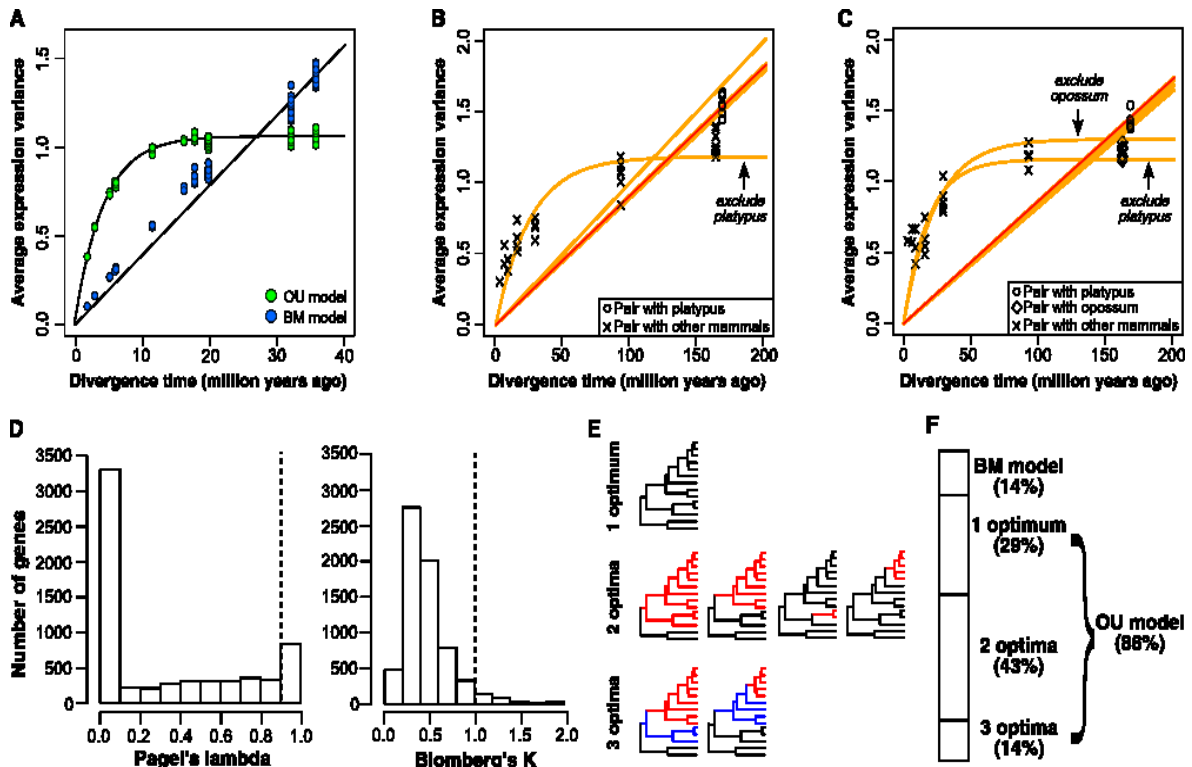 A
Average expression variance
0.0
0.5
1.0
1.5
0
10
20
30
40
OU model
BM model
Divergence time (million years ago)
B
Average expression variance
0.0
0.5
1.0
1.5
2.0
0
50
100
150
200
exclude
platypus
Pair with platypus
Pair with other mammals
Divergence time (million years ago)
C
Average expression variance
0.0
0.5
1.0
1.5
2.0
0
50
100
150
200
exclude
opossum
exclude
platypus
Pair with platypus
Pair with opossum
Pair with other mammals
Divergence time (million years ago)
D
Number of genes
3500
3000
2500
2000
1500
1000
500
0
0.0
0.2
0.4
0.6
0.8
1.0
Pagel's lambda
3500
3000
2500
2000
1500
1000
500
0
0.0
0.5
1.0
1.5
2.0
Blomberg's K
E
1 optimum
2 optima
3 optima
F
BM model
(14%)
1 optimum
(29%)
2 optima
(43%)
3 optima
(14%)
OU model
(86%)